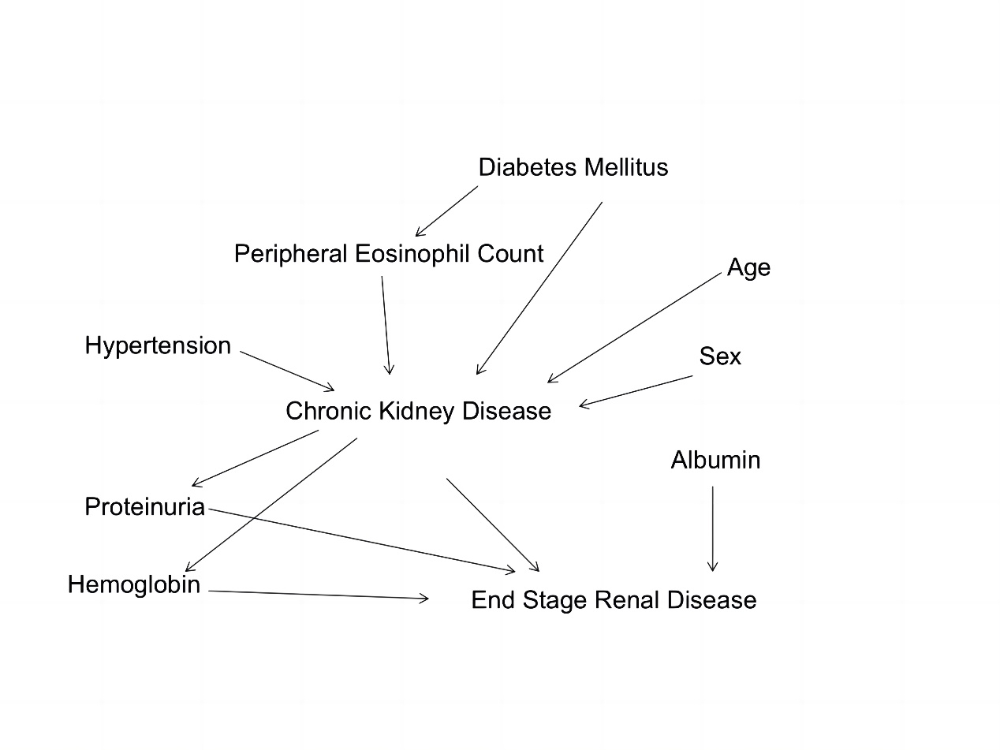 Diabetes Mellitus
Peripheral Eosinophil Count
Age
Hypertension
Sex
Chronic Kidney Disease
Albumin
Proteinuria
Hemoglobin
End Stage Renal Disease